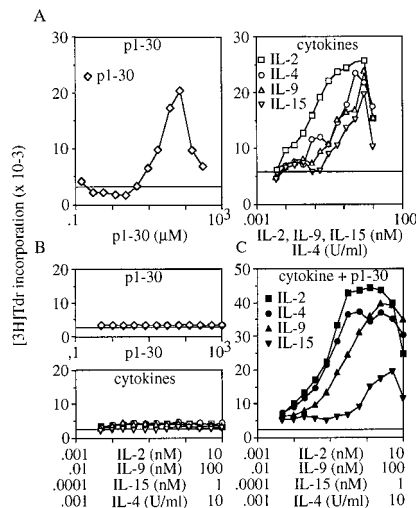 A
p1-30
cytokines
30
20
10
0
p1-30
30
20
10
0
IL-2
IL-4
IL-9
IL-15
,1
10^3
p1-30 (µM)
.001
100
IL-2, IL-9, IL-15 (nM)
IL-4 (U/ml)
[3H]Tdr incorporation (x 10-3)
B
p1-30
20
10
0
,1
p1-30
10^3
cytokines
20
10
0
C
cytokine + p1-30
50
40
30
20
10
0
IL-2
IL-4
IL-9
IL-15
.001 IL-2 (nM) 10
.01 IL-9 (nM) 100
.0001 IL-15 (nM) 1
.001 IL-4 (U/ml) 10
IL-2 (nM) 10
IL-9 (nM) 100
IL-15 (nM) 1
IL-4 (U/ml) 10